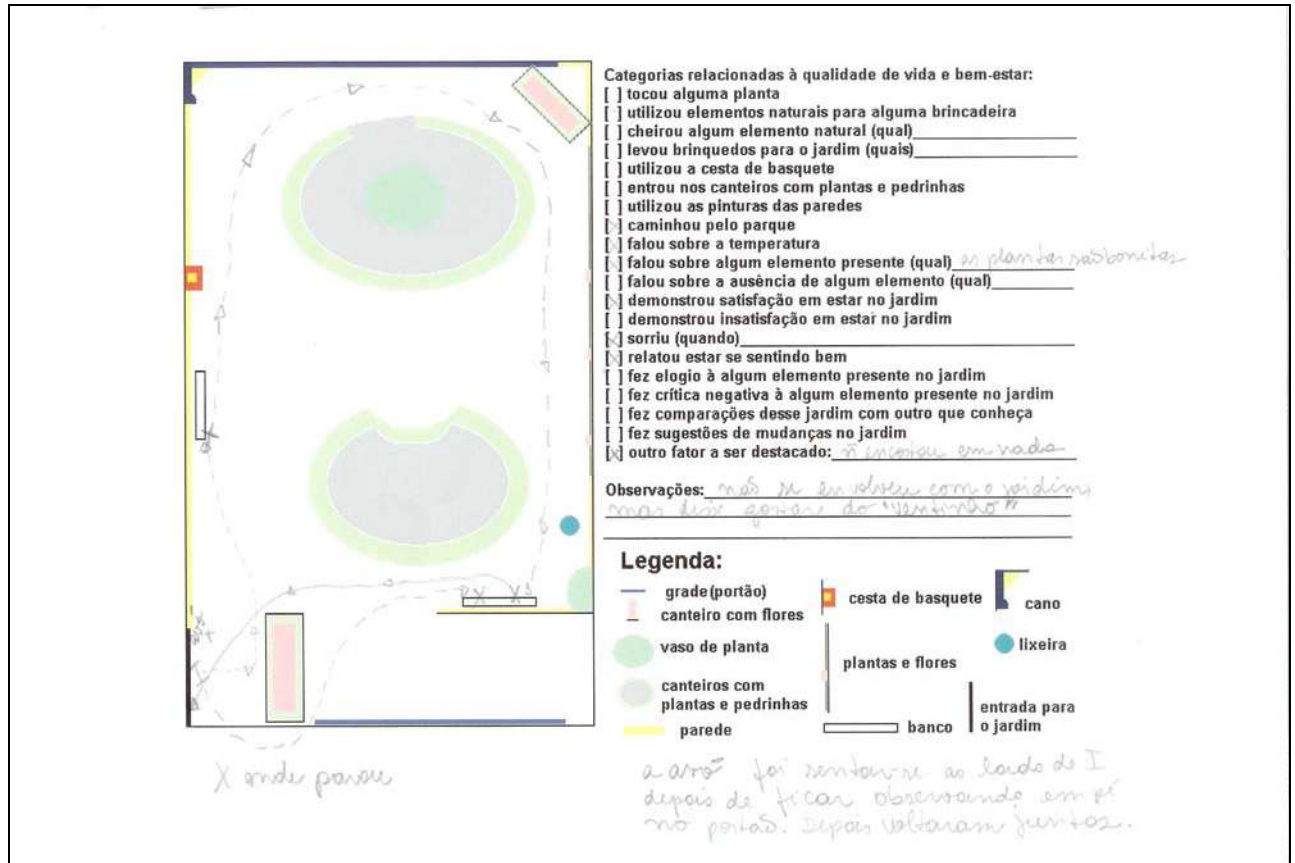 Categorias relacionadas à qualidade de vida e bem-estar:
[ ] tocou alguma planta
[ ] utilizou elementos naturais para alguma brincadeira
[ ] cheirou algum elemento natural (qual)
[ ] levou brinquedos para o jardim (quais)
[ ] utilizou a cesta de basquete
[ ] entrou nos canteiros com plantas e pedrinhas
[ ] utilizou as pinturas das paredes
[X] caminhou pelo parque
[X] falou sobre a temperatura
[X] falou sobre algum elemento presente (qual) as plantas são bonitas
[ ] falou sobre a ausência de algum elemento (qual)
[X] demonstrou satisfação em estar no jardim
[ ] demonstrou insatisfação em estar no jardim
[X] sorriu (quando)
[X] relatou estar se sentindo bem
[ ] fez elogio à algum elemento presente no jardim
[ ] fez crítica negativa à algum elemento presente no jardim
[ ] fez comparações desse jardim com outro que conheça
[ ] fez sugestões de mudanças no jardim
[X] outro fator a ser destacado: ñ encostou em nada
Observações: não se envolveu com o jardim,
mas disse gostar do "ventinho"
Legenda:
grade(portão)
canteiro com flores
vaso de planta
canteiros com
plantas e pedrinhas
parede
cesta de basquete
plantas e flores
banco
cano
lixeira
entrada para
o jardim
X onde parou
a avó foi sentar-se ao lado de I
depois de ficar observando em pé
no portão. Depois voltaram juntos.